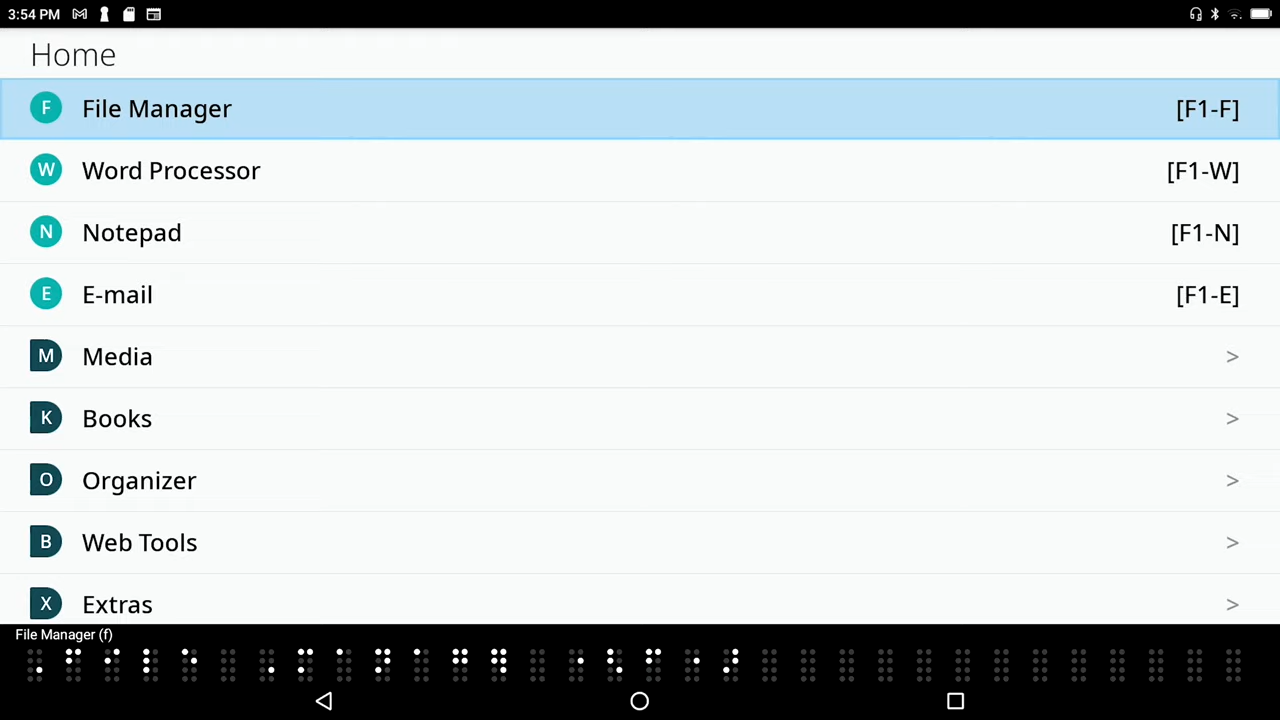 3:54 PM
Home
F File Manager [F1-F]
W Word Processor [F1-W]
N Notepad [F1-N]
E E-mail [F1-E]
M Media >
K Books >
O Organizer >
B Web Tools >
X Extras >
File Manager (f)